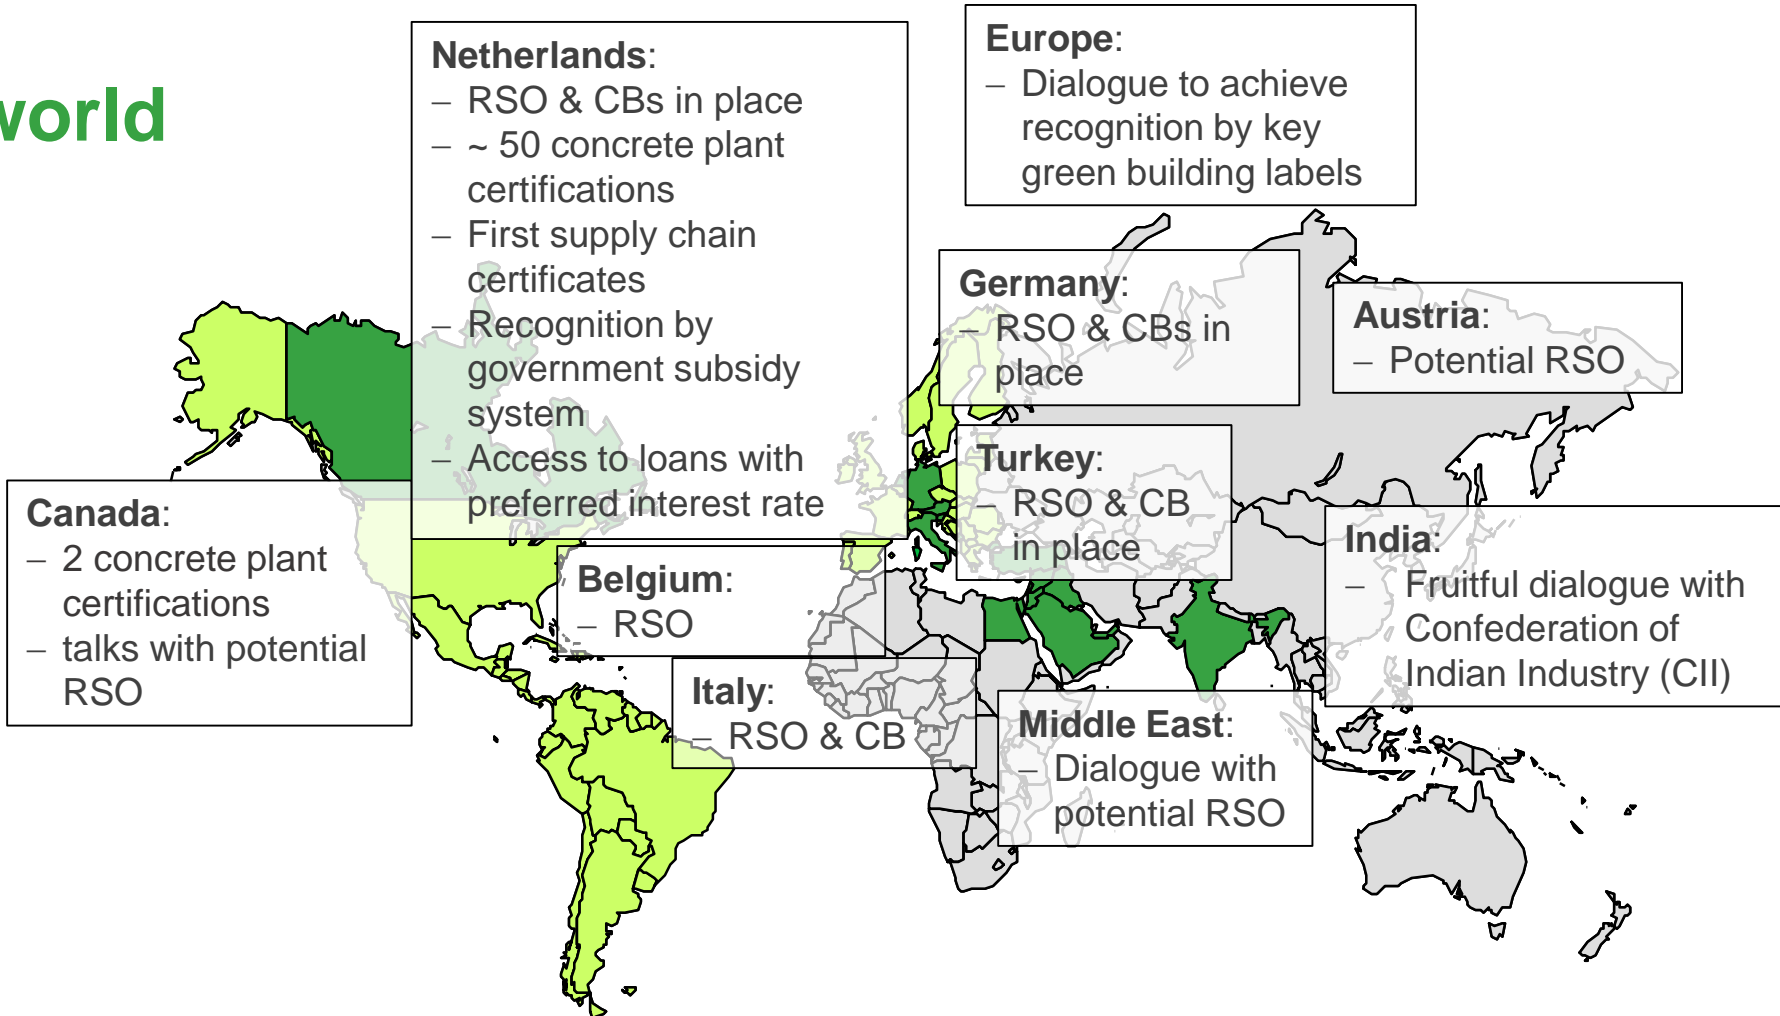 world
Netherlands:
– RSO & CBs in place
– ~ 50 concrete plant
certifications
– First supply chain
certificates
– Recognition by
government subsidy
system
– Access to loans with
preferred interest rate
Europe:
– Dialogue to achieve
recognition by key
green building labels
Germany:
– RSO & CBs in
place
Austria:
– Potential RSO
Turkey:
– RSO & CB
in place
Canada:
– 2 concrete plant
certifications
– talks with potential
RSO
Belgium:
– RSO
India:
– Fruitful dialogue with
Confederation of
Indian Industry (CII)
Italy:
– RSO & CB
Middle East:
– Dialogue with
potential RSO